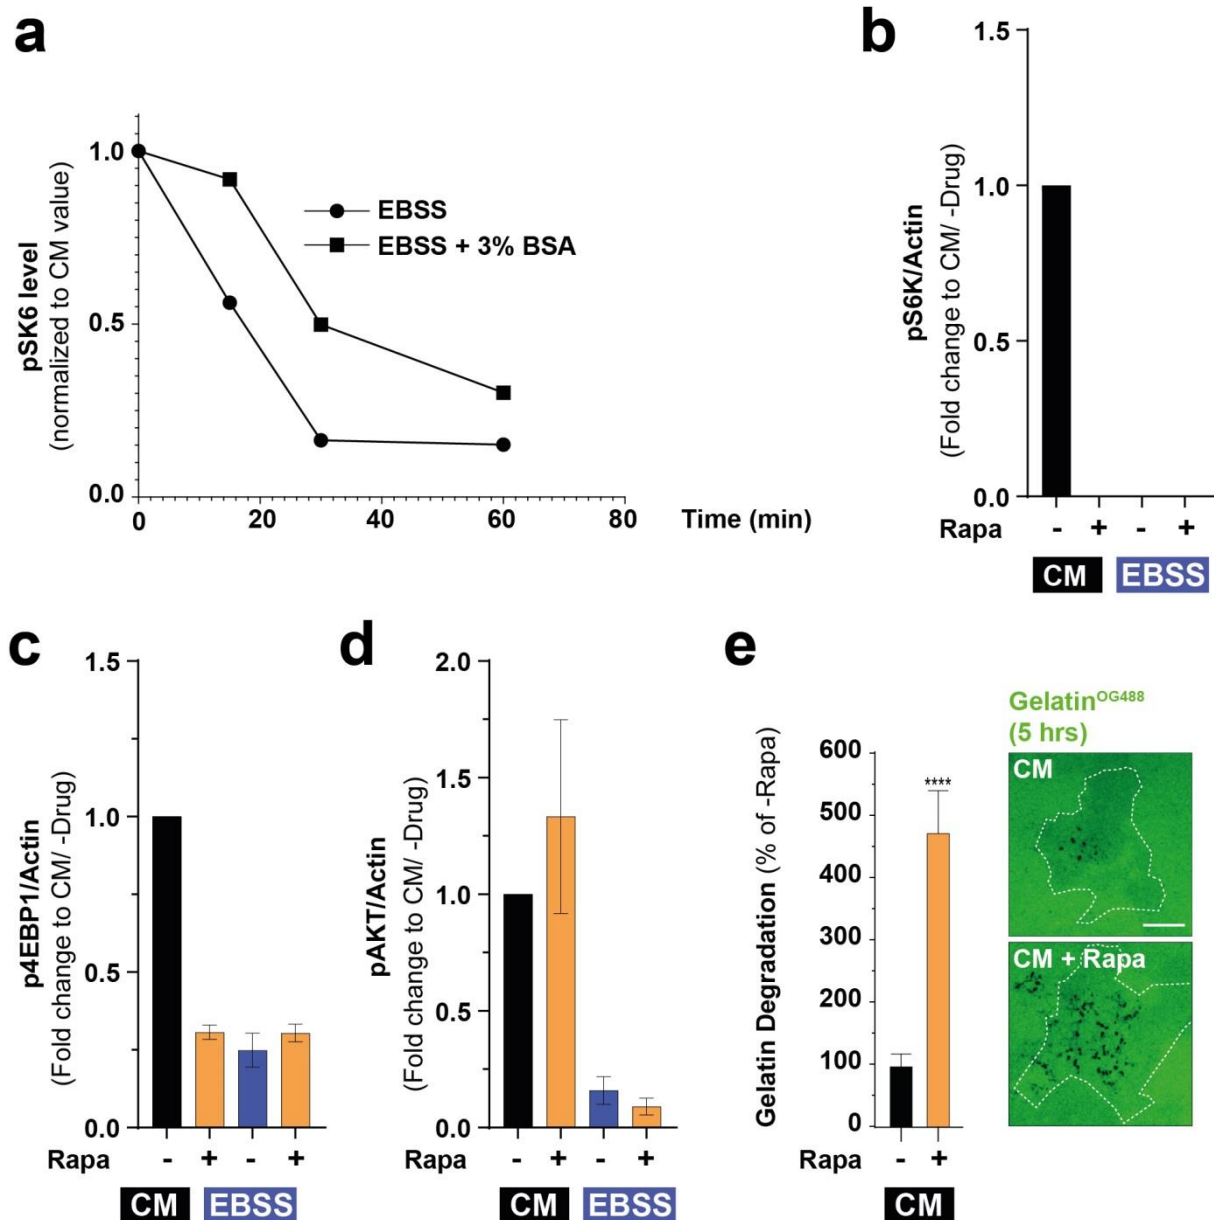 a
pSK6 level
(normalized to CM value)
1.0
0.5
0.0
0
20
40
60
80
Time (min)
EBSS
EBSS + 3% BSA
b
pS6K/Actin
(Fold change to CM/ -Drug)
1.5
1.0
0.5
0.0
Rapa - + - +
CM EBSS
c
p4EBP1/Actin
(Fold change to CM/ -Drug)
1.5
1.0
0.5
0.0
Rapa - + - +
CM EBSS
d
pAKT/Actin
(Fold change to CM/ -Drug)
2.0
1.5
1.0
0.5
0.0
Rapa - + - +
CM EBSS
e
Gelatin Degradation (% of -Rapa)
600
500
400
300
200
100
0
****
Rapa - +
CM
Gelatin^OG488
(5 hrs)
CM
CM + Rapa